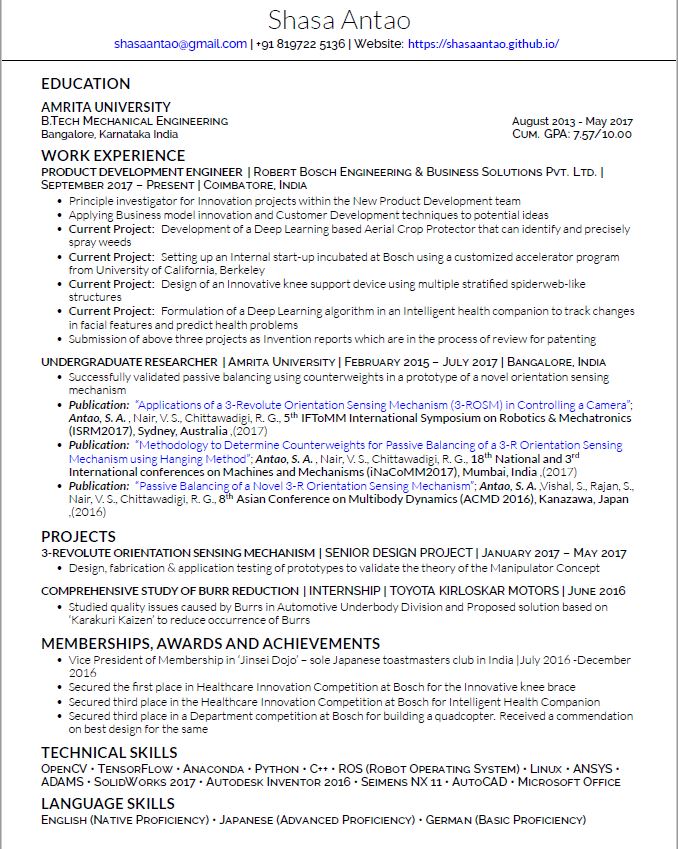 Shasa Antao
shasaantao@gmail.com | +91 819722 5136 | Website: https://shasaantao.github.io/
EDUCATION
AMRITA UNIVERSITY
B.Tech Mechanical Engineering August 2013 - May 2017
Bangalore, Karnataka India Cum. GPA: 7.57/10.00
WORK EXPERIENCE
PRODUCT DEVELOPMENT ENGINEER | Robert Bosch Engineering & Business Solutions Pvt. Ltd. |
September 2017 – Present | Coimbatore, India
• Principle investigator for Innovation projects within the New Product Development team
• Applying Business model innovation and Customer Development techniques to potential ideas
• Current Project: Development of a Deep Learning based Aerial Crop Protector that can identify and precisely
spray weeds
• Current Project: Setting up an Internal start-up incubated at Bosch using a customized accelerator program
from University of California, Berkeley
• Current Project: Design of an Innovative knee support device using multiple stratified spiderweb-like
structures
• Current Project: Formulation of a Deep Learning algorithm in an Intelligent health companion to track changes
in facial features and predict health problems
• Submission of above three projects as Invention reports which are in the process of review for patenting
UNDERGRADUATE RESEARCHER | Amrita University | February 2015 – July 2017 | Bangalore, India
• Successfully validated passive balancing using counterweights in a prototype of a novel orientation sensing
mechanism
• Publication: "Applications of a 3-Revolute Orientation Sensing Mechanism (3-ROSM) in Controlling a Camera";
Antao, S. A. , Nair, V. S., Chittawadigi, R. G., 5th IFToMM International Symposium on Robotics & Mechatronics
(ISRM2017), Sydney, Australia ,(2017)
• Publication: "Methodology to Determine Counterweights for Passive Balancing of a 3-R Orientation Sensing
Mechanism using Hanging Method"; Antao, S. A. , Nair, V. S., Chittawadigi, R. G., 18th National and 3rd
International conferences on Machines and Mechanisms (iNaCoMM2017), Mumbai, India ,(2017)
• Publication: "Passive Balancing of a Novel 3-R Orientation Sensing Mechanism"; Antao, S. A. ,Vishal, S., Rajan, S.,
Nair, V. S., Chittawadigi, R. G., 8th Asian Conference on Multibody Dynamics (ACMD 2016), Kanazawa, Japan
,(2016)
PROJECTS
3-REVOLUTE ORIENTATION SENSING MECHANISM | SENIOR DESIGN PROJECT | January 2017 – May 2017
• Design, fabrication & application testing of prototypes to validate the theory of the Manipulator Concept
COMPREHENSIVE STUDY OF BURR REDUCTION | INTERNSHIP | TOYOTA KIRLOSKAR MOTORS | June 2016
• Studied quality issues caused by Burrs in Automotive Underbody Division and Proposed solution based on
'Karakuri Kaizen' to reduce occurrence of Burrs
MEMBERSHIPS, AWARDS AND ACHIEVEMENTS
• Vice President of Membership in 'Jinsei Dojo' – sole Japanese toastmasters club in India |July 2016 -December
2016
• Secured the first place in Healthcare Innovation Competition at Bosch for the Innovative knee brace
• Secured third place in the Healthcare Innovation Competition at Bosch for Intelligent Health Companion
• Secured third place in a Department competition at Bosch for building a quadcopter. Received a commendation
on best design for the same
TECHNICAL SKILLS
OpenCV • TensorFlow • Anaconda • Python • C++ • ROS (Robot Operating System) • Linux • ANSYS •
ADAMS • SolidWorks 2017 • Autodesk Inventor 2016 • Seimens NX 11 • AutoCAD • Microsoft Office
LANGUAGE SKILLS
English (Native Proficiency) • Japanese (Advanced Proficiency) • German (Basic Proficiency)